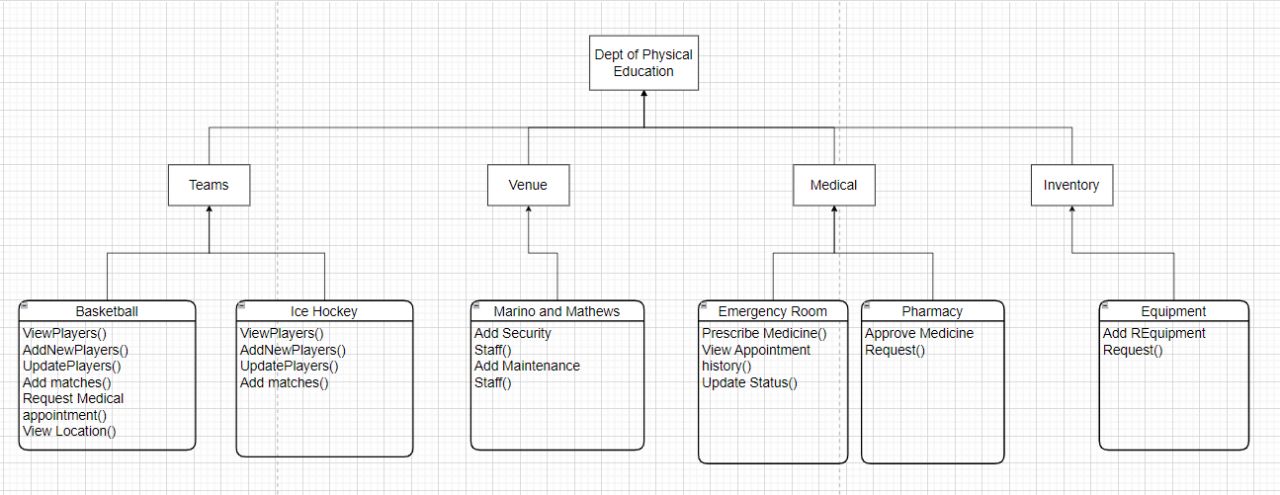 Dept of Physical
Education
Teams
Venue
Medical
Inventory
Basketball
ViewPlayers()
AddNewPlayers()
UpdatePlayers()
Add matches()
Request Medical
appointment()
View Location()
Ice Hockey
ViewPlayers()
AddNewPlayers()
UpdatePlayers()
Add matches()
Marino and Mathews
Add Security
Staff()
Add Maintenance
Staff()
Emergency Room
Prescribe Medicine()
View Appointment
history()
Update Status()
Pharmacy
Approve Medicine
Request()
Equipment
Add REquipment
Request()